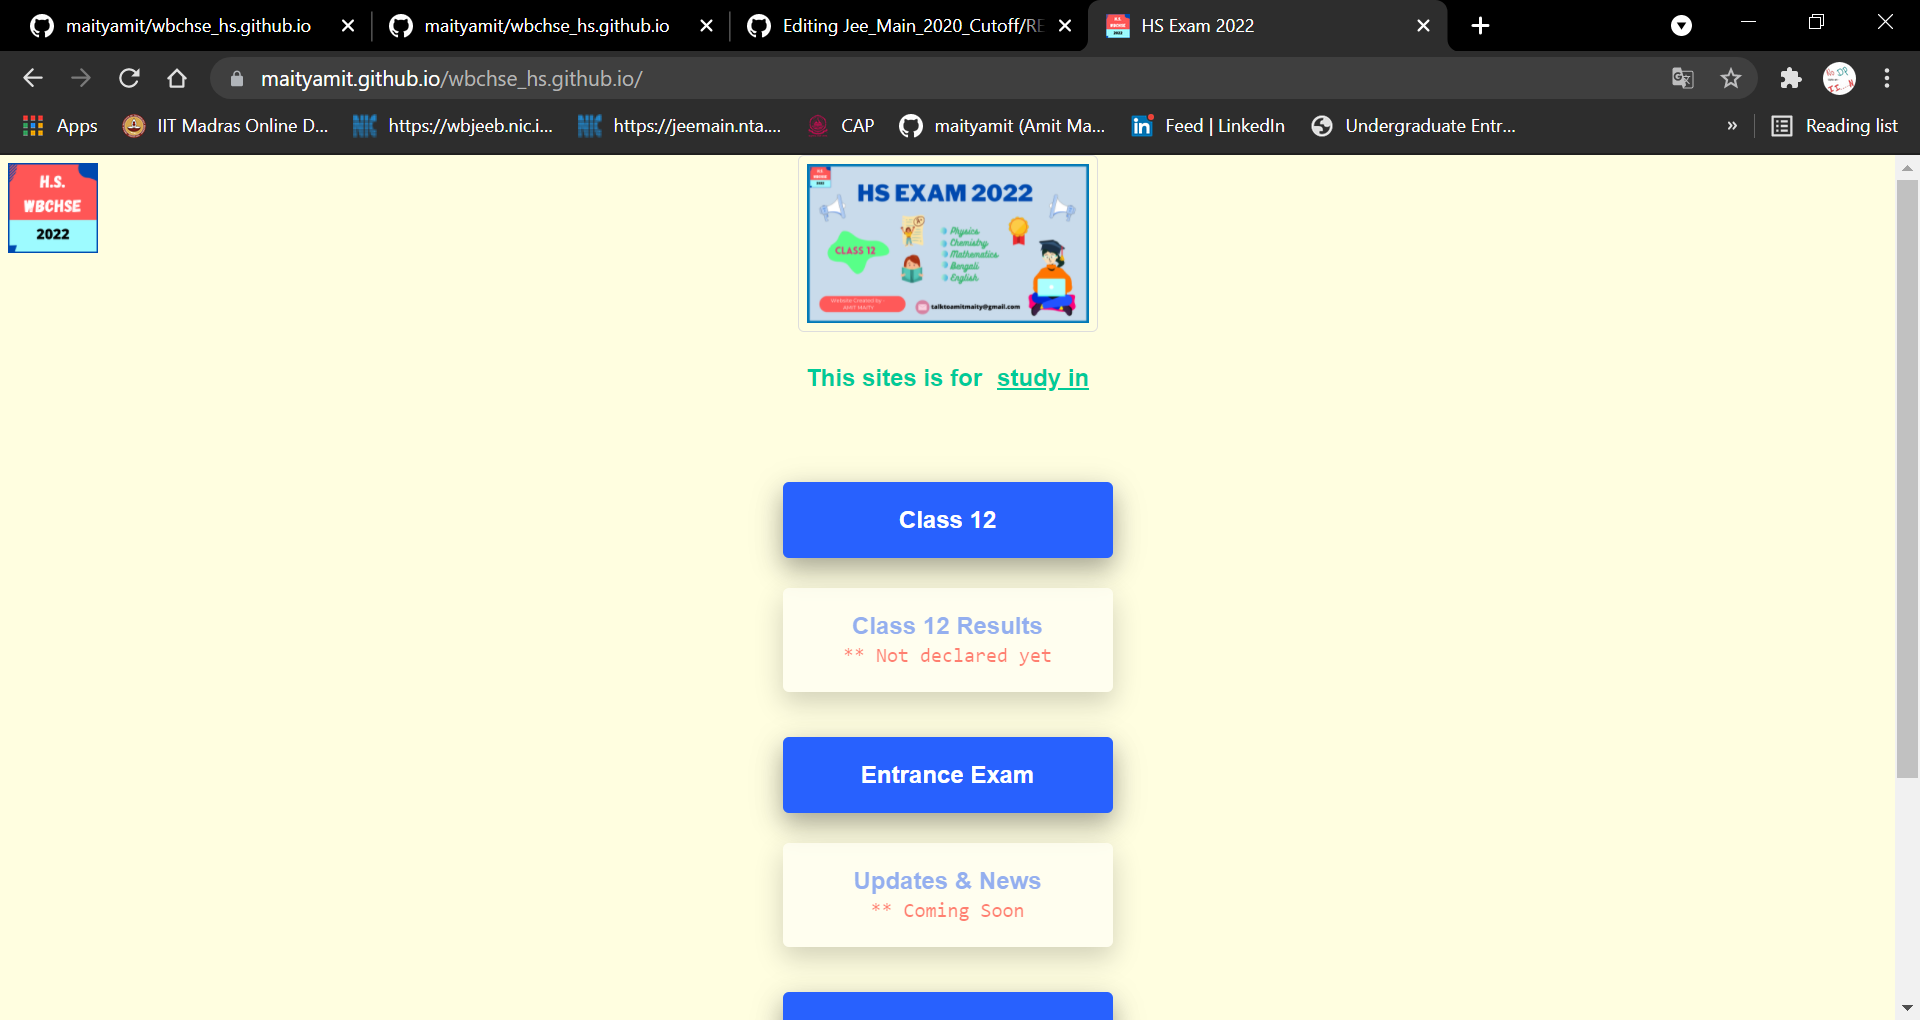 maityamit/wbchse_hs.github.io
maityamit/wbchse_hs.github.io
Editing Jee_Main_2020_Cutoff/RE
HS Exam 2022
maityamit.github.io/wbchse_hs.github.io/
Apps
IIT Madras Online D...
https://wbjeeb.nic.i...
https://jeemain.nta....
CAP
maityamit (Amit Ma...
Feed | LinkedIn
Undergraduate Entr...
»
Reading list
H.S.
WBCHSE
2022
HS EXAM 2022
CLASS 12
Physics
Chemistry
Mathematics
Bengali
English
Website Created by -
AMIT MAITY
talktoamitmaity@gmail.com
This sites is for study in
Class 12
Class 12 Results
** Not declared yet
Entrance Exam
Updates & News
** Coming Soon